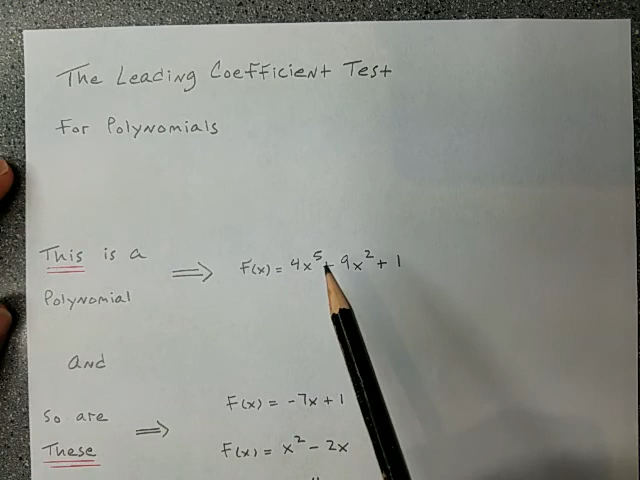 The Leading Coefficient Test
For Polynomials
This is a
Polynomial
⟹ F(x) = 4x⁵ + 9x² + 1
and
So are
These
⟹ F(x) = -7x + 1
F(x) = x² - 2x